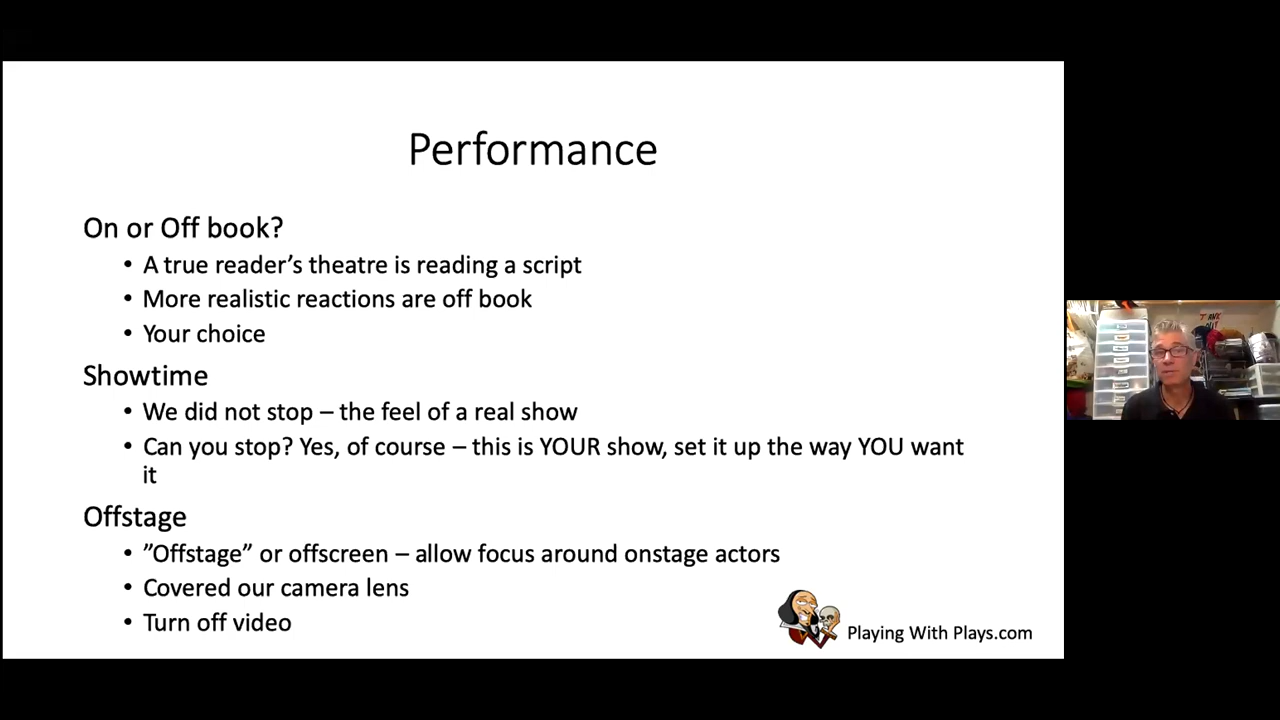 Performance
On or Off book?
• A true reader’s theatre is reading a script
• More realistic reactions are off book
• Your choice
Showtime
• We did not stop – the feel of a real show
• Can you stop? Yes, of course – this is YOUR show, set it up the way YOU want
it
Offstage
• ”Offstage” or offscreen – allow focus around onstage actors
• Covered our camera lens
• Turn off video
Playing With Plays.com